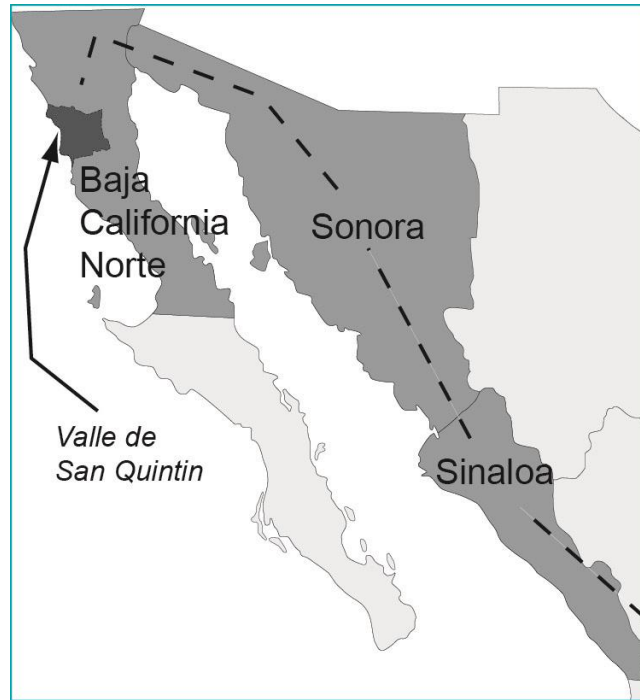 Baja
California
Norte
Sonora
Valle de
San Quintin
Sinaloa